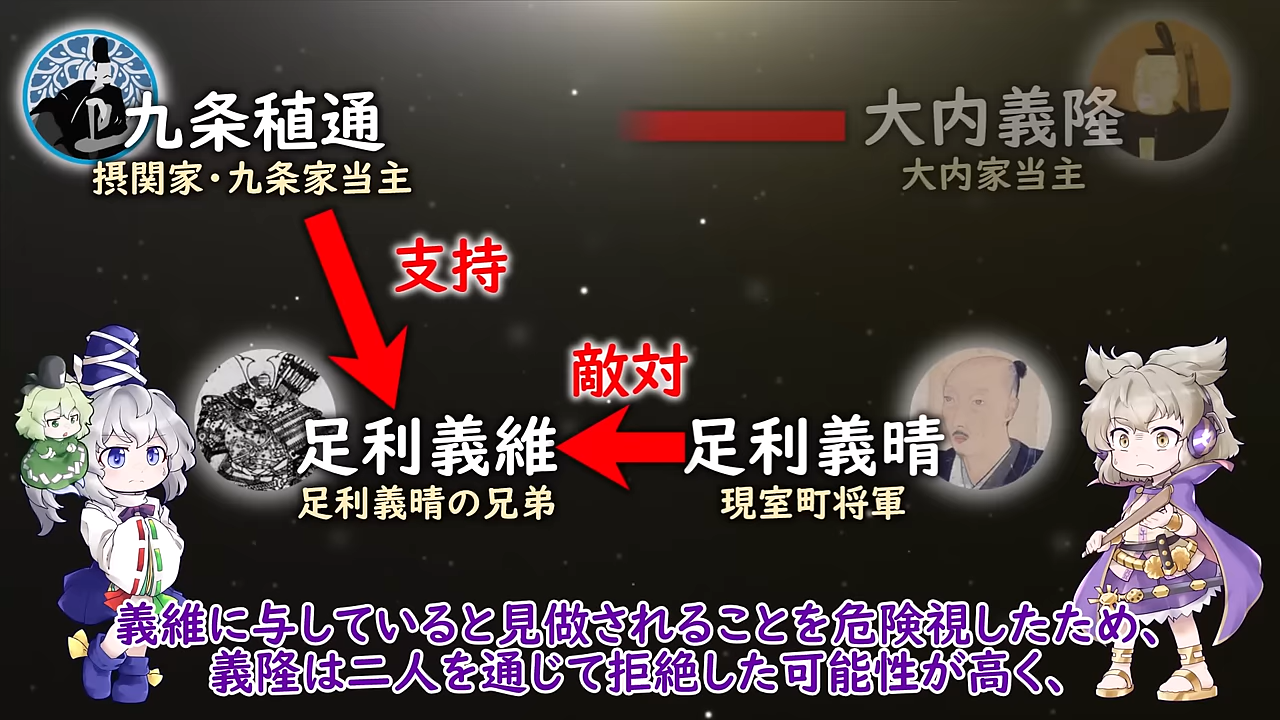 九条稙通
摂関家・九条家当主
大内義隆
大内家当主
支持
敵対
足利義維
足利義晴の兄弟
足利義晴
現室町将軍
義維に与していると見做されることを危険視したため、
義隆は二人を通じて拒絶した可能性が高く、